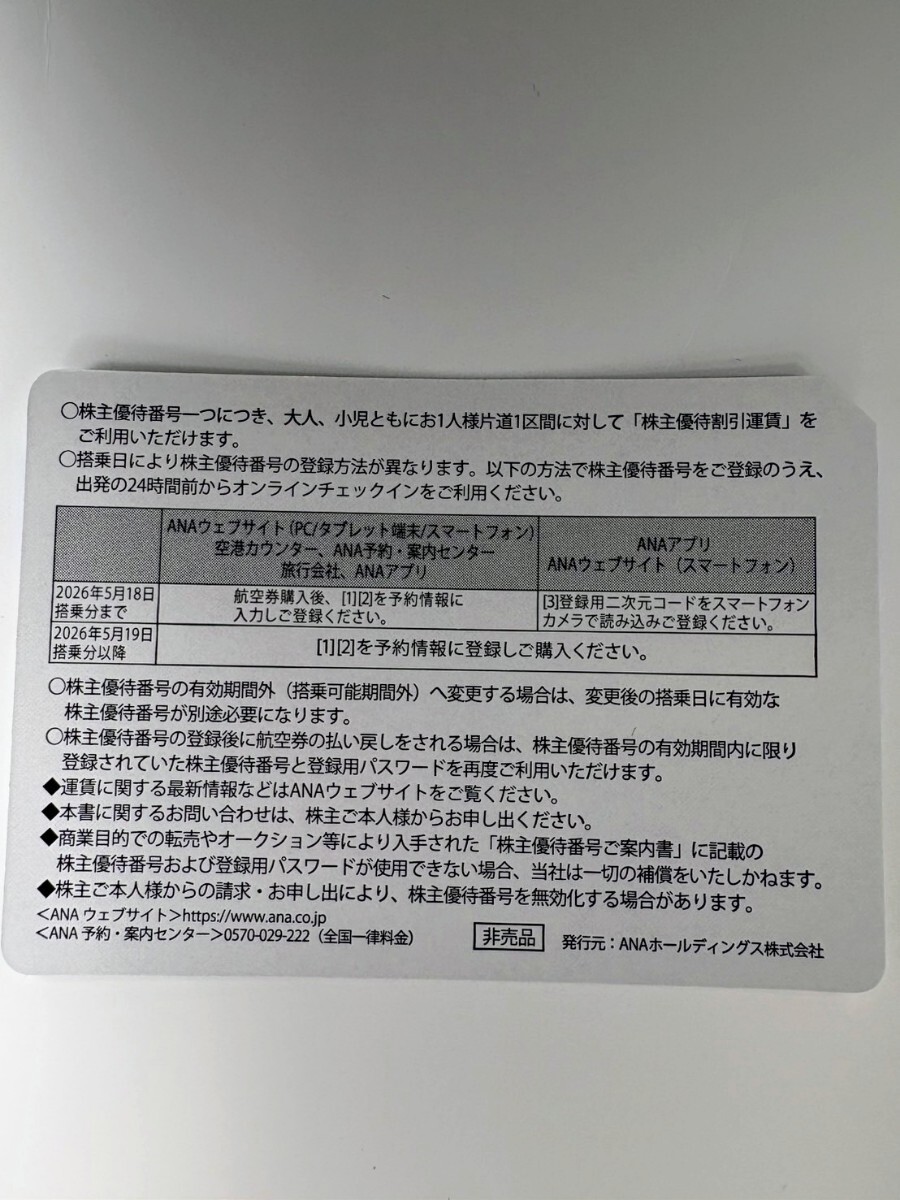 ○株主優待番号一つにつき、大人、小児ともにお1人様片道1区間に対して「株主優待割引運賃」を
ご利用いただけます。
○搭乗日により株主優待番号の登録方法が異なります。以下の方法で株主優待番号をご登録のうえ、
出発の24時間前からオンラインチェックインをご利用ください。
ANAウェブサイト(PC/タブレット端末/スマートフォン)
空港カウンター、ANA予約・案内センター
旅行会社、ANAアプリ
ANAアプリ
ANAウェブサイト(スマートフォン)
2026年5月18日
搭乗分まで
航空券購入後、[1][2]を予約情報に
入力しご登録ください。
[3]登録用二次元コードをスマートフォン
カメラで読み込みご登録ください。
2026年5月19日
搭乗分以降
[1][2]を予約情報に登録しご購入ください。
○株主優待番号の有効期間外(搭乗可能期間外)へ変更する場合は、変更後の搭乗日に有効な
株主優待番号が別途必要になります。
○株主優待番号の登録後に航空券の払い戻しをされる場合は、株主優待番号の有効期間内に限り
登録されていた株主優待番号と登録用パスワードを再度ご利用いただけます。
◆運賃に関する最新情報などはANAウェブサイトをご覧ください。
◆本書に関するお問い合わせは、株主ご本人様からお申し出ください。
◆商業目的での転売やオークション等により入手された「株主優待番号ご案内書」に記載の
株主優待番号および登録用パスワードが使用できない場合、当社は一切の補償をいたしかねます。
◆株主ご本人様からの請求・お申し出により、株主優待番号を無効化する場合があります。
<ANA ウェブサイト>https://www.ana.co.jp
<ANA 予約・案内センター>0570-029-222(全国一律料金)
非売品
発行元：ANAホールディングス株式会社